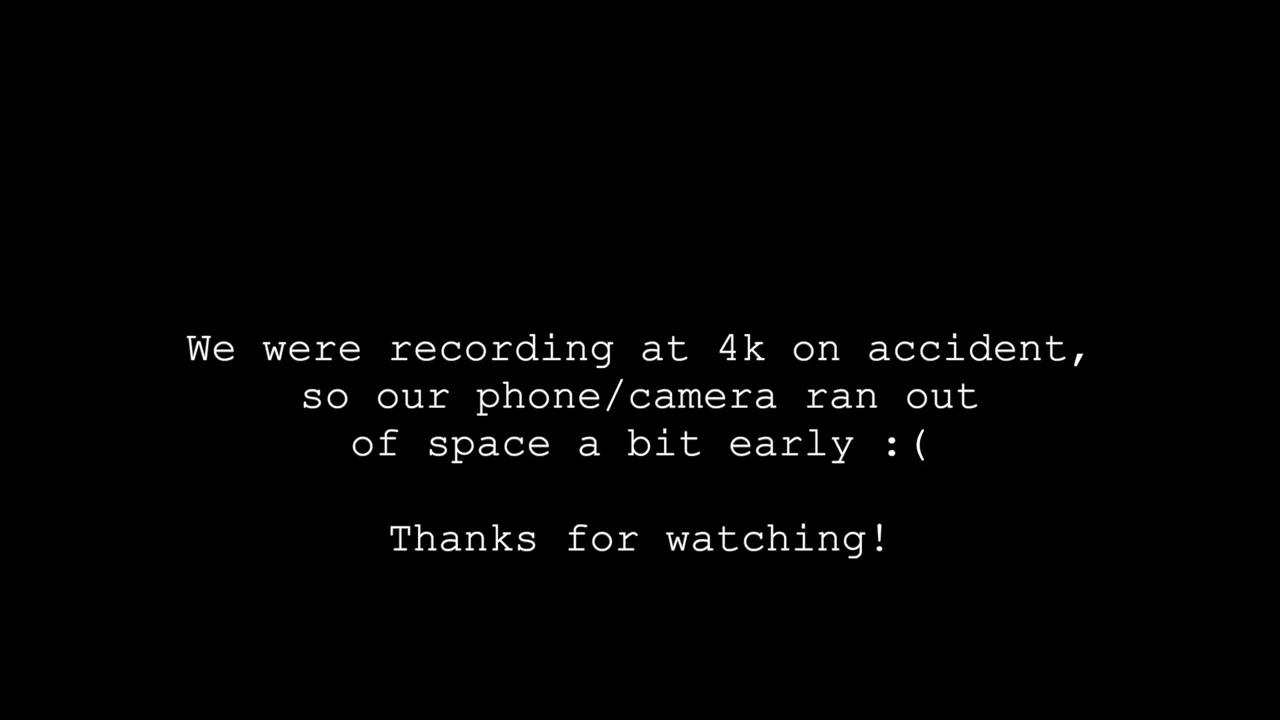 We were recording at 4k on accident,
so our phone/camera ran out
of space a bit early :(
Thanks for watching!